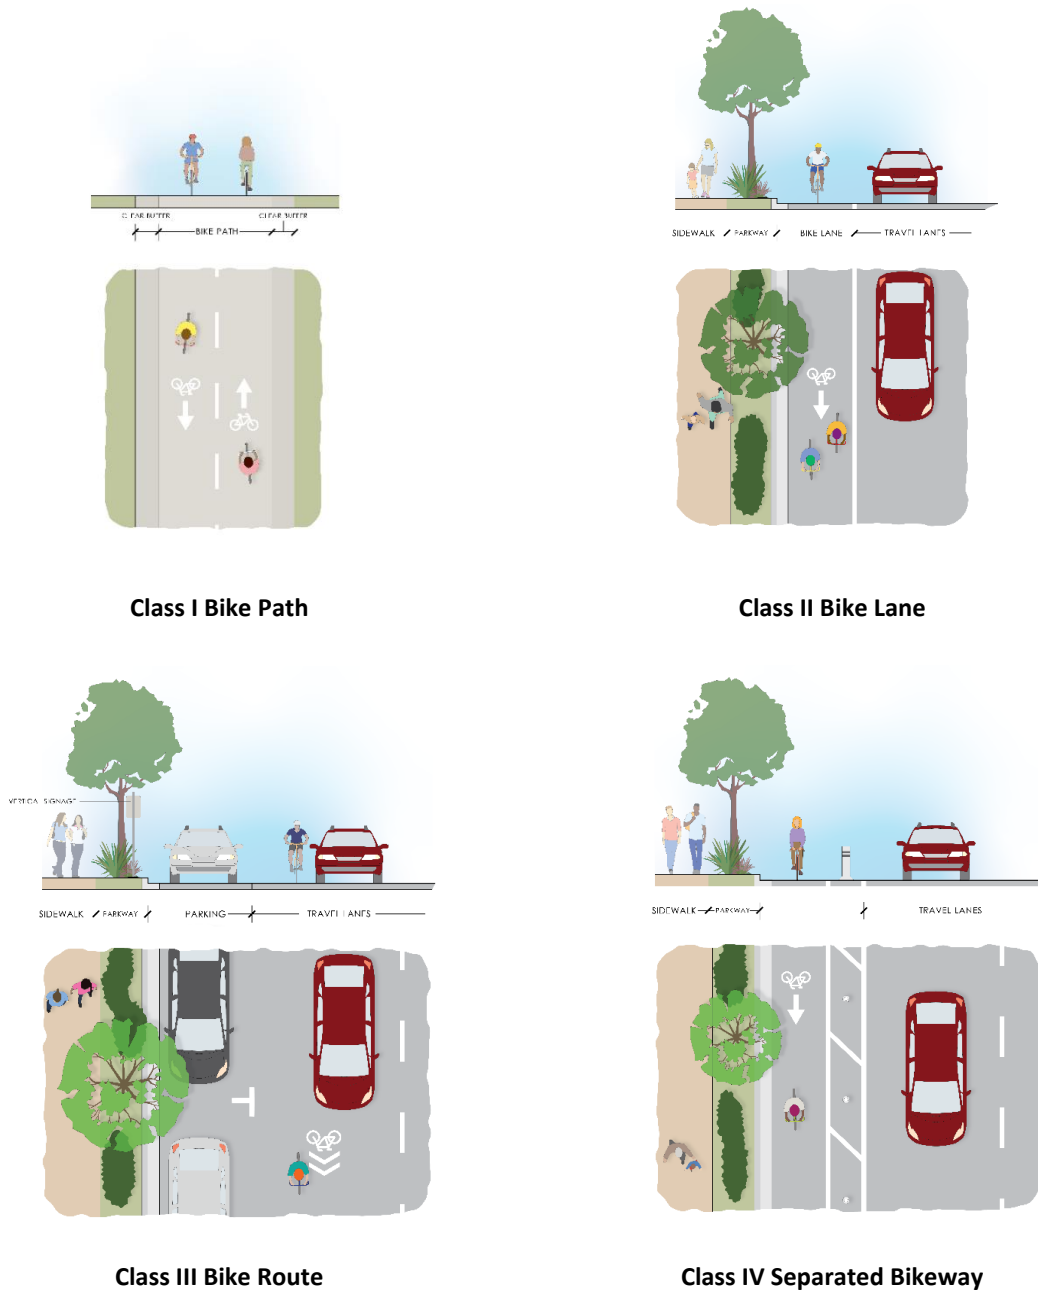 CLEAR BUFFER
CLEAR BUFFER
BIKE PATH
SIDEWALK
PARKWAY
BIKE LANE
TRAVEL LANES
Class I Bike Path
Class II Bike Lane
VERTICAL SIGNAGE
SIDEWALK
PARKWAY
PARKING
TRAVEL LANES
SIDEWALK
PARKWAY
TRAVEL LANES
Class III Bike Route
Class IV Separated Bikeway